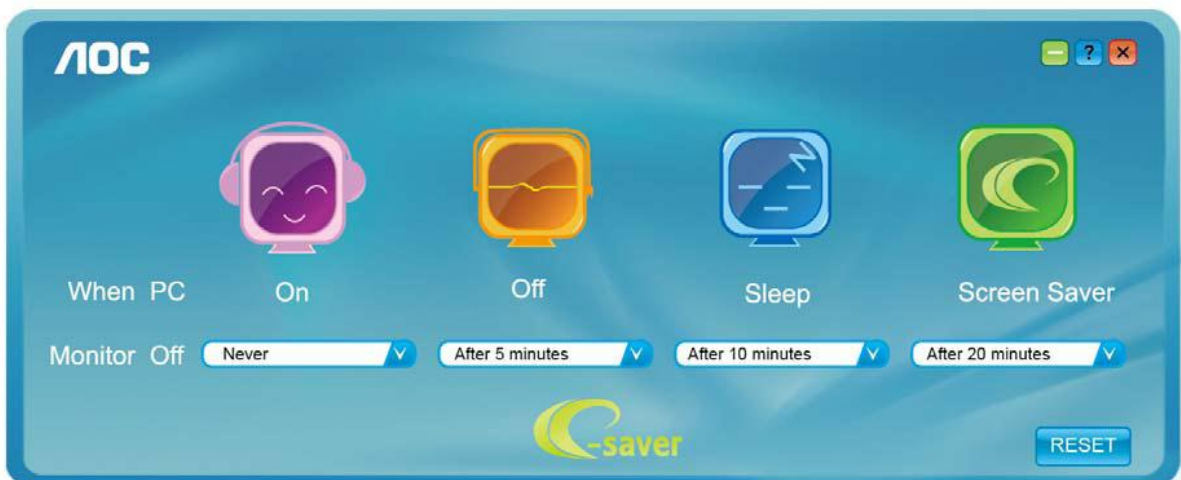 AOC
?
When PC On Off Sleep Screen Saver
Monitor Off Never After 5 minutes After 10 minutes After 20 minutes
e-saver
RESET